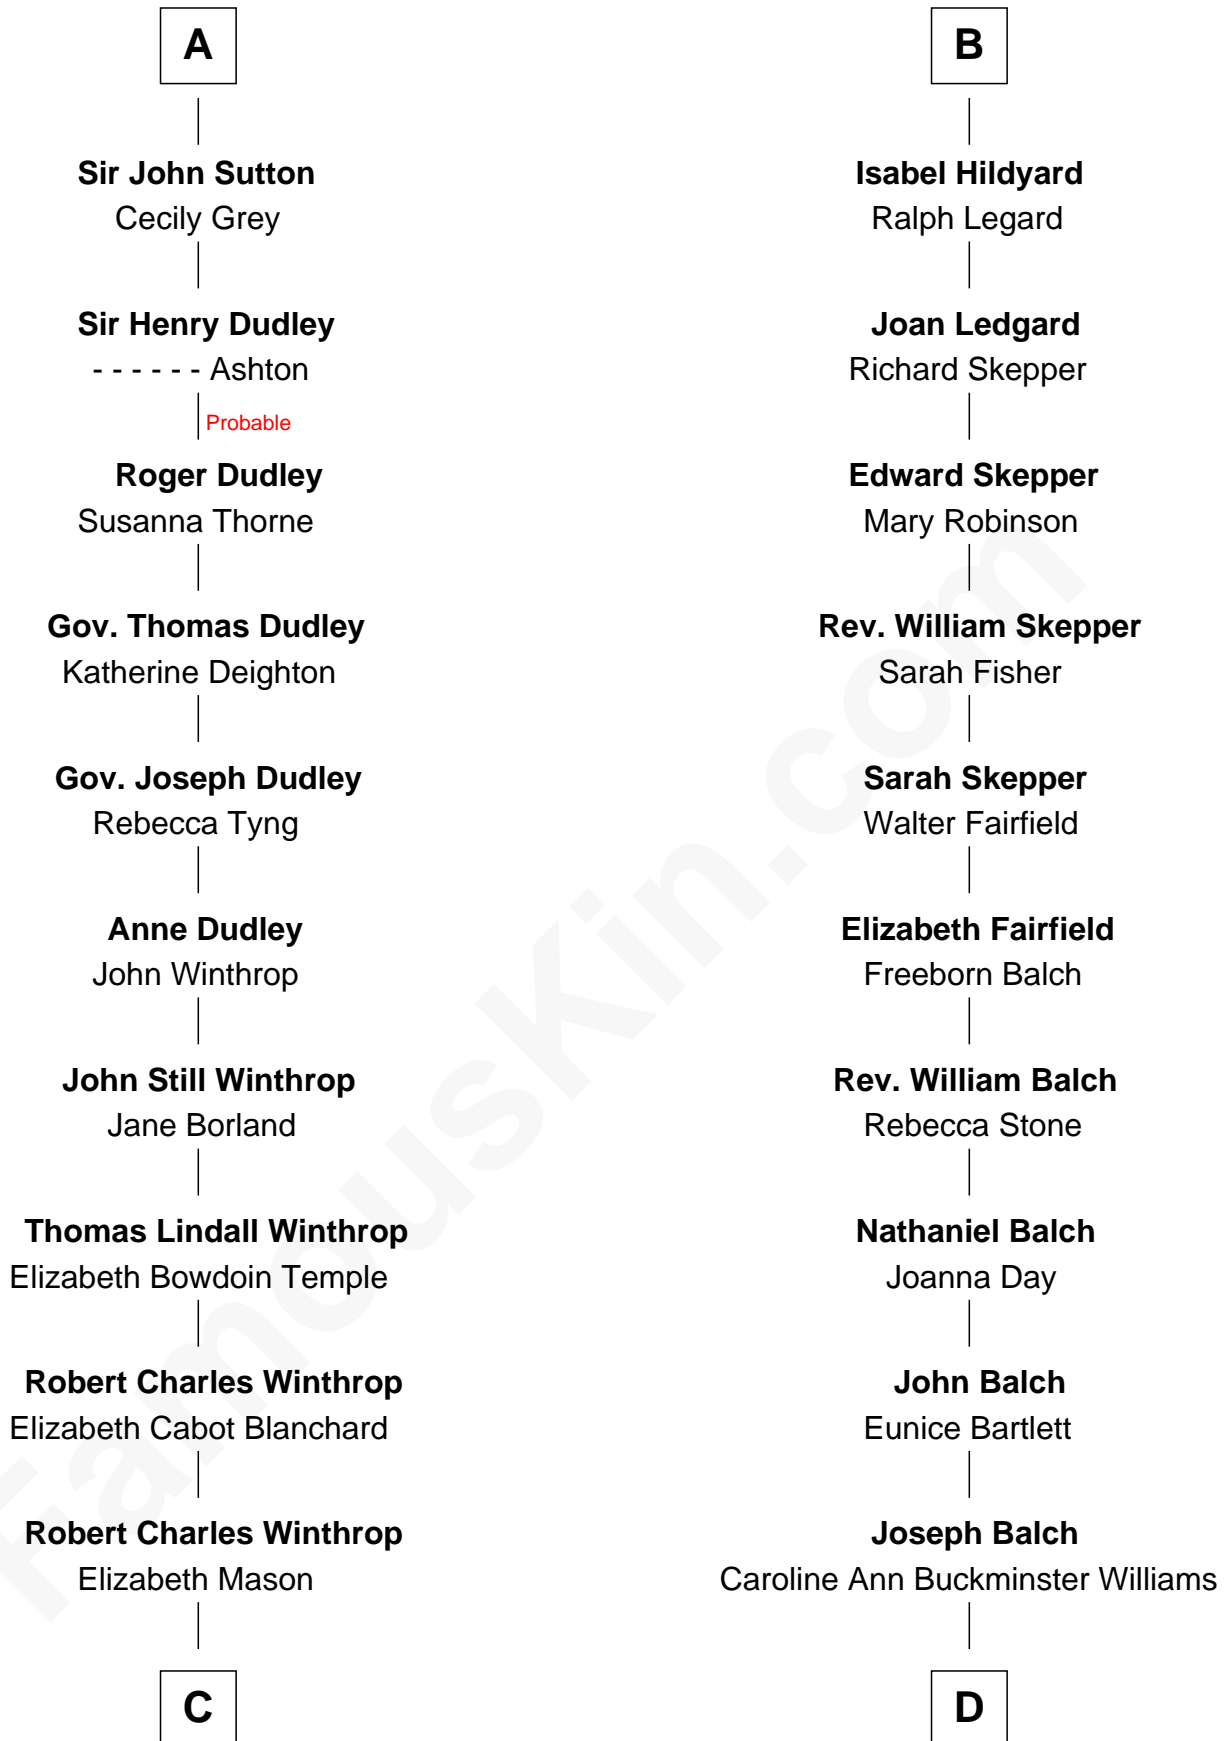 A
Sir John Sutton
Cecily Grey
Sir Henry Dudley
- - - - - - Ashton
Probable
Roger Dudley
Susanna Thorne
Gov. Thomas Dudley
Katherine Deighton
Gov. Joseph Dudley
Rebecca Tyng
Anne Dudley
John Winthrop
John Still Winthrop
Jane Borland
Thomas Lindall Winthrop
Elizabeth Bowdoin Temple
Robert Charles Winthrop
Elizabeth Cabot Blanchard
Robert Charles Winthrop
Elizabeth Mason
C
B
Isabel Hildyard
Ralph Legard
Joan Ledgard
Richard Skepper
Edward Skepper
Mary Robinson
Rev. William Skepper
Sarah Fisher
Sarah Skepper
Walter Fairfield
Elizabeth Fairfield
Freeborn Balch
Rev. William Balch
Rebecca Stone
Nathaniel Balch
Joanna Day
John Balch
Eunice Bartlett
Joseph Balch
Caroline Ann Buckminster Williams
D
FamousKin.com